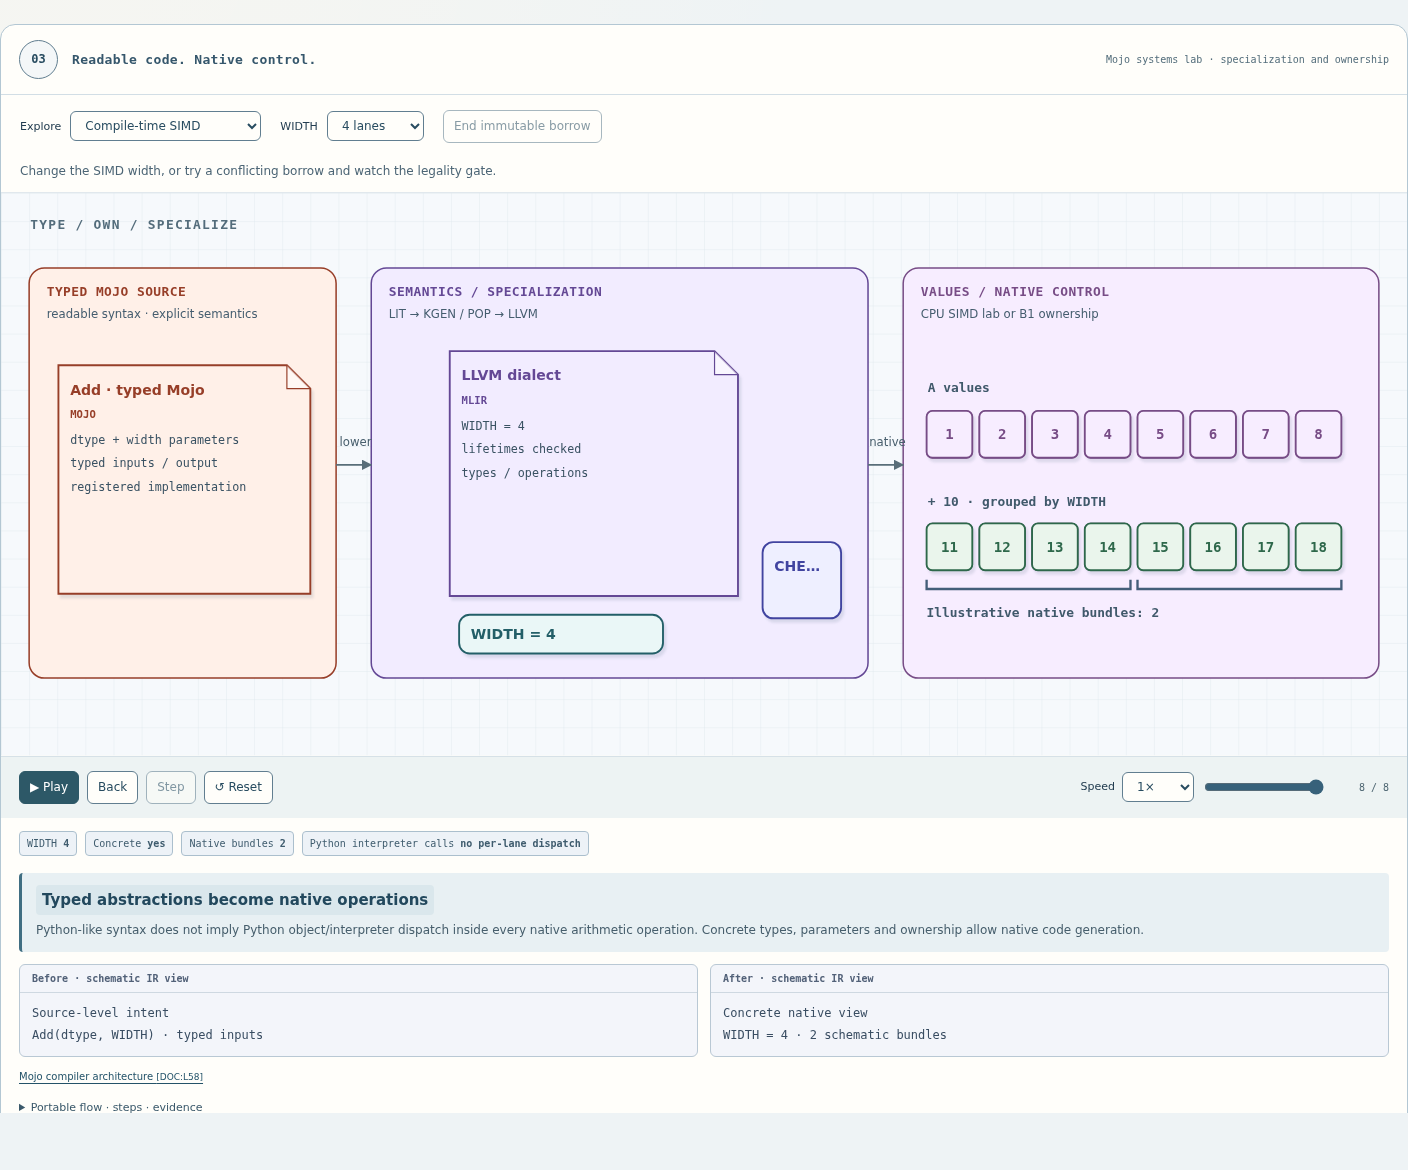 03
Readable code. Native control.
Mojo systems lab · specialization and ownership
Explore
Compile-time SIMD
WIDTH
4 lanes
End immutable borrow
Change the SIMD width, or try a conflicting borrow and watch the legality gate.
TYPE / OWN / SPECIALIZE
TYPED MOJO SOURCE
readable syntax · explicit semantics
Add · typed Mojo
MOJO
dtype + width parameters
typed inputs / output
registered implementation
lower
SEMANTICS / SPECIALIZATION
LIT → KGEN / POP → LLVM
LLVM dialect
MLIR
WIDTH = 4
lifetimes checked
types / operations
CHE…
WIDTH = 4
native
VALUES / NATIVE CONTROL
CPU SIMD lab or B1 ownership
A values
1 2 3 4 5 6 7 8
+ 10 · grouped by WIDTH
11 12 13 14 15 16 17 18
Illustrative native bundles: 2
▶ Play
Back
Step
↺ Reset
Speed
1×
8 / 8
WIDTH 4
Concrete yes
Native bundles 2
Python interpreter calls no per-lane dispatch
Typed abstractions become native operations
Python-like syntax does not imply Python object/interpreter dispatch inside every native arithmetic operation. Concrete types, parameters and ownership allow native code generation.
Before · schematic IR view
Source-level intent
Add(dtype, WIDTH) · typed inputs
After · schematic IR view
Concrete native view
WIDTH = 4 · 2 schematic bundles
Mojo compiler architecture [DOC:L58]
▶ Portable flow · steps · evidence